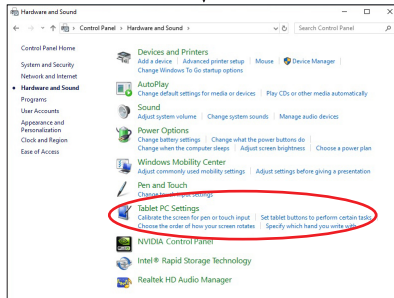 Hardware and Sound
Control Panel > Hardware and Sound >
Search Control Panel
Control Panel Home
System and Security
Network and Internet
Hardware and Sound
Programs
User Accounts
Appearance and
Personalization
Clock and Region
Ease of Access
Devices and Printers
Add a device | Advanced printer setup | Mouse | Device Manager |
Change Windows To Go startup options
AutoPlay
Change default settings for media or devices | Play CDs or other media automatically
Sound
Adjust system volume | Change system sounds | Manage audio devices
Power Options
Change battery settings | Change what the power buttons do |
Change when the computer sleeps | Adjust screen brightness | Choose a power plan
Windows Mobility Center
Adjust commonly used mobility settings | Adjust settings before giving a presentation
Pen and Touch
Change touch input settings
Tablet PC Settings
Calibrate the screen for pen or touch input | Set tablet buttons to perform certain tasks
Choose the order of how your screen rotates | Specify which hand you write with
NVIDIA Control Panel
Intel® Rapid Storage Technology
Realtek HD Audio Manager